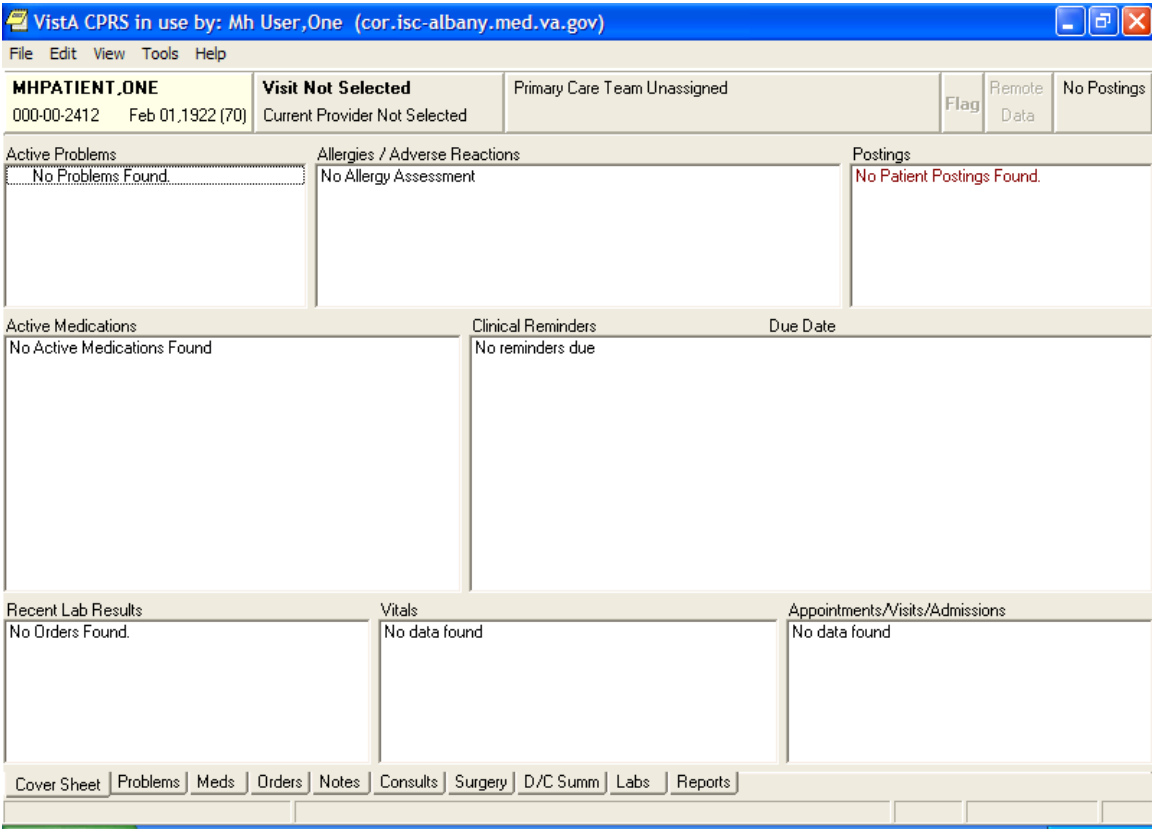 VistA CPRS in use by: Mh User,One (cor.isc-albany.med.va.gov)
File Edit View Tools Help
MHPATIENT,ONE Visit Not Selected Primary Care Team Unassigned Flag Remote Data No Postings
000-00-2412 Feb 01,1922 (70) Current Provider Not Selected
Active Problems Allergies / Adverse Reactions Postings
No Problems Found. No Allergy Assessment No Patient Postings Found.
Active Medications Clinical Reminders Due Date
No Active Medications Found No reminders due
Recent Lab Results Vitals Appointments/Visits/Admissions
No Orders Found. No data found No data found
Cover Sheet Problems Meds Orders Notes Consults Surgery D/C Summ Labs Reports